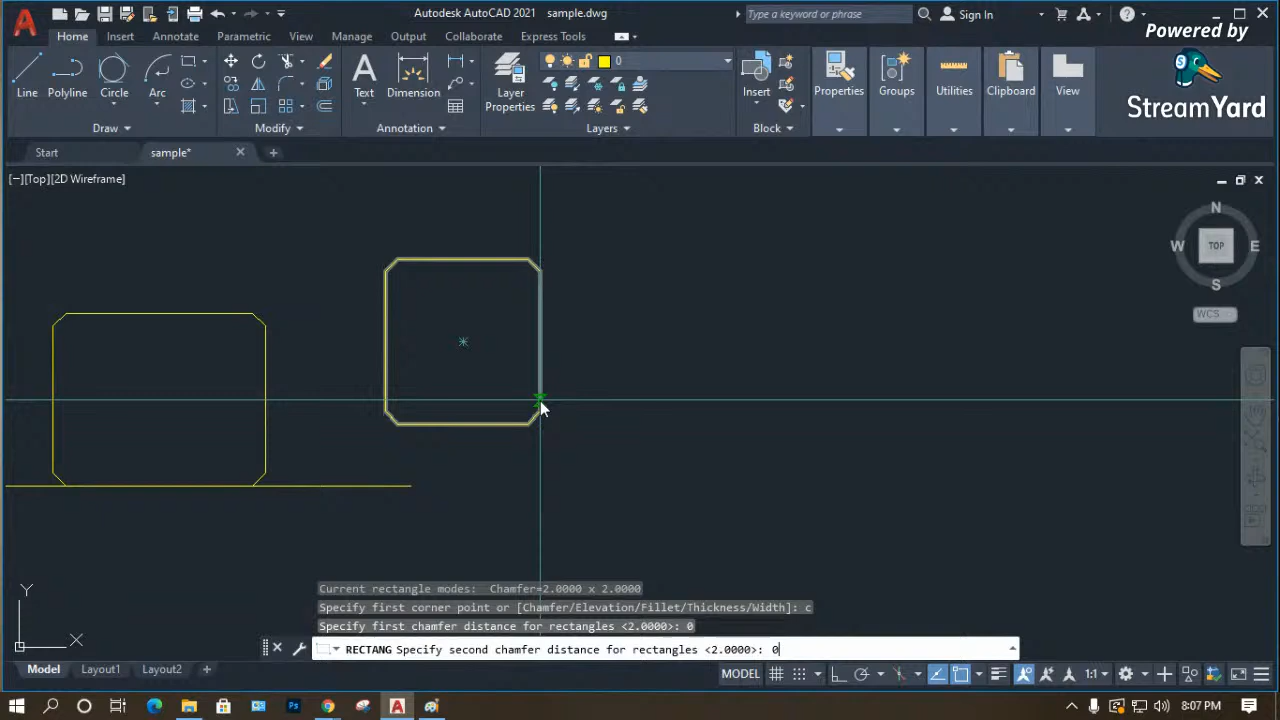 Autodesk AutoCAD 2021 sample.dwg
Type a keyword or phrase
Sign In
Home Insert Annotate Parametric View Manage Output Collaborate Express Tools
Powered by
StreamYard
Line Polyline Circle Arc
Text Dimension
Layer Properties
0
Insert
Properties Groups Utilities Clipboard View
Draw Modify Annotation Layers Block
Start sample*
[−][Top][2D Wireframe]
N
W TOP E
S
WCS
Y
X
Current rectangle modes: Chamfer=2.0000 x 2.0000
Specify first corner point or [Chamfer/Elevation/Fillet/Thickness/Width]: c
Specify first chamfer distance for rectangles <2.0000>: 0
RECTANG Specify second chamfer distance for rectangles <2.0000>: 0
Model Layout1 Layout2 +
MODEL 1:1
8:07 PM